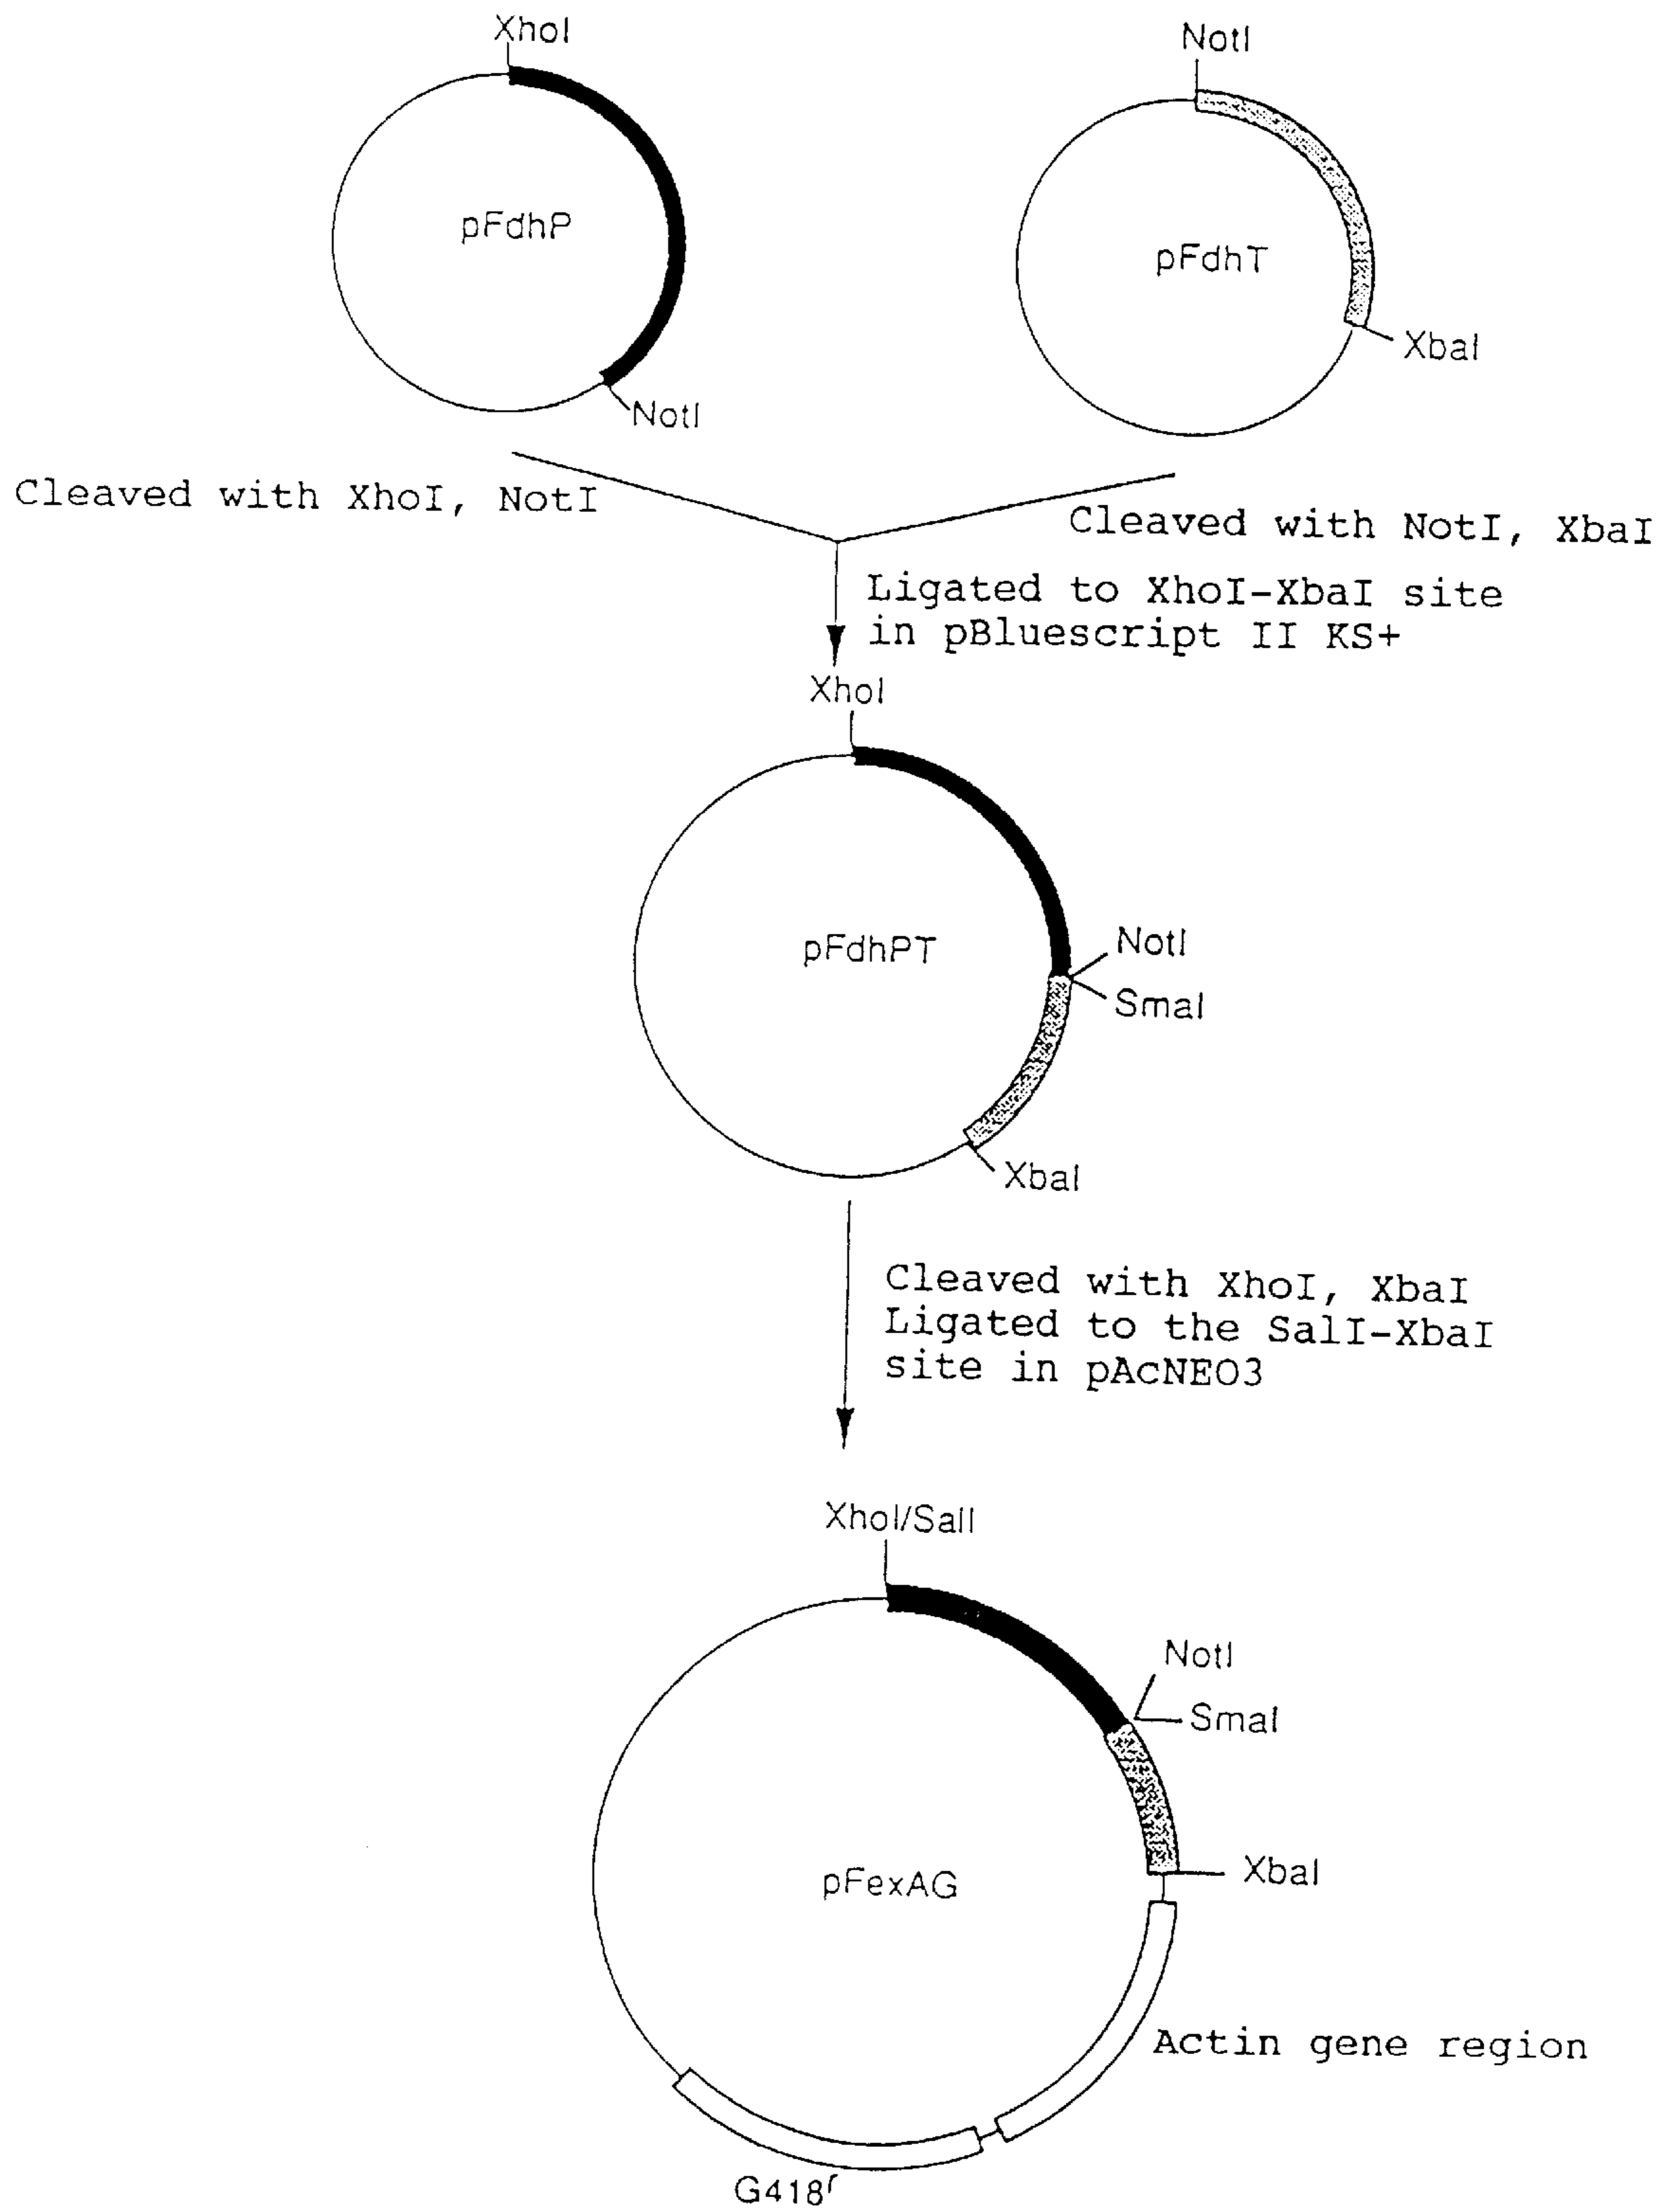 XhoI
NotI
pFdhP
pFdhT
XbaI
NotI
Cleaved with XhoI, NotI
Cleaved with NotI, XbaI
Ligated to XhoI-XbaI site
in pBluescript II KS+
XhoI
pFdhPT
NotI
SmaI
XbaI
Cleaved with XhoI, XbaI
Ligated to the SalI-XbaI
site in pAcNEO3
XhoI/SalI
NotI
SmaI
pFexAG
XbaI
Actin gene region
G418r